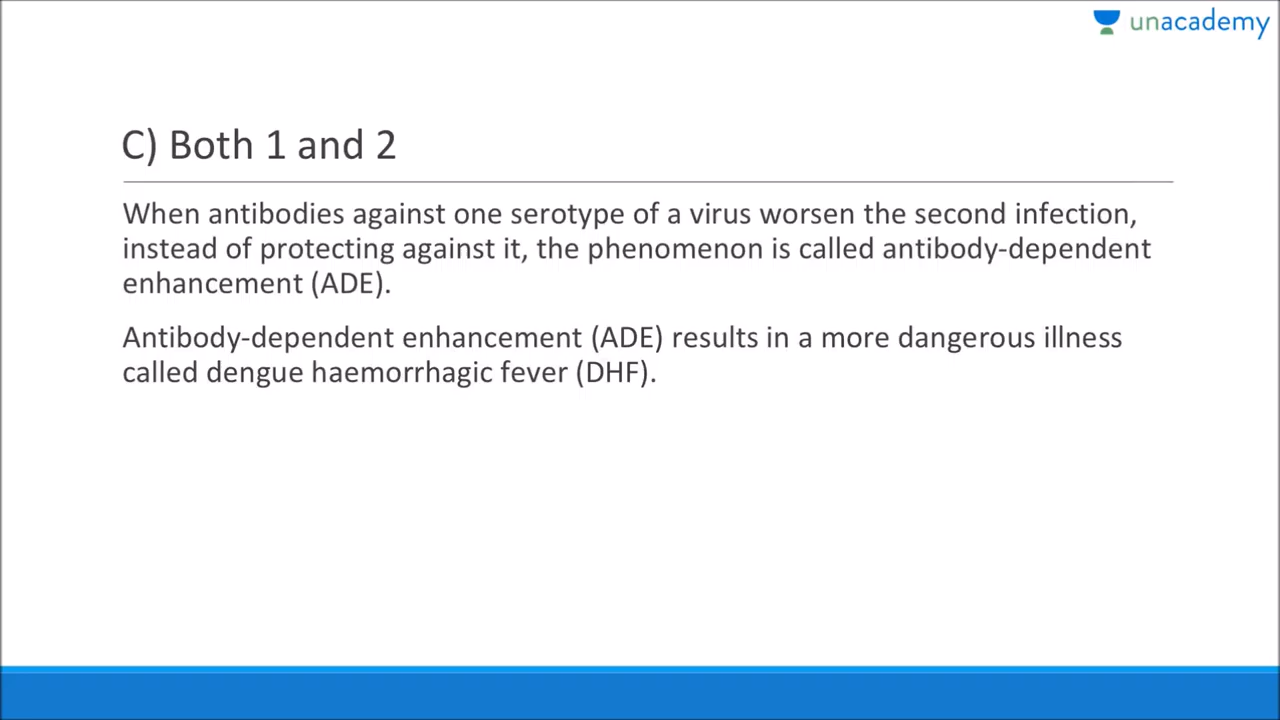 unacademy
C) Both 1 and 2
When antibodies against one serotype of a virus worsen the second infection,
instead of protecting against it, the phenomenon is called antibody-dependent
enhancement (ADE).
Antibody-dependent enhancement (ADE) results in a more dangerous illness
called dengue haemorrhagic fever (DHF).